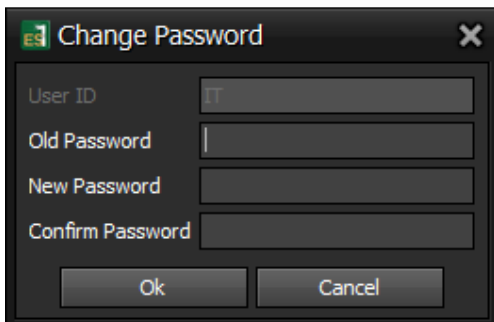 ES Change Password
User ID IT
Old Password
New Password
Confirm Password
Ok Cancel